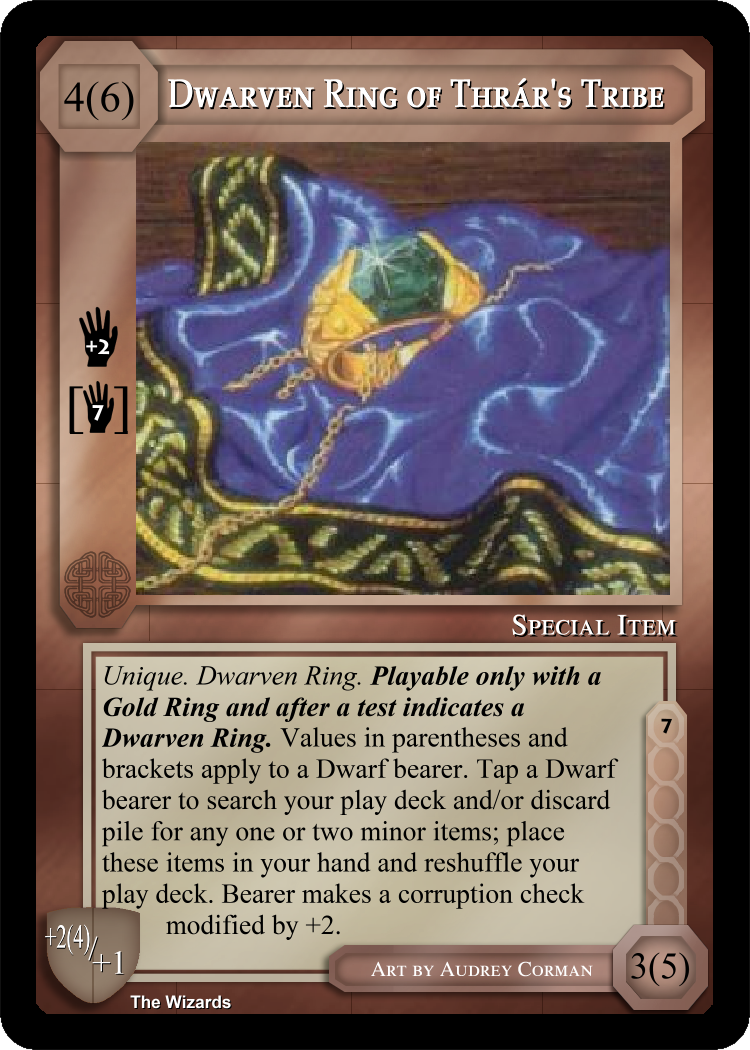 4(6)
Dwarven Ring of Thrár's Tribe
+2
[7]
Special Item
Unique. Dwarven Ring. Playable only with a
Gold Ring and after a test indicates a
Dwarven Ring. Values in parentheses and
brackets apply to a Dwarf bearer. Tap a Dwarf
bearer to search your play deck and/or discard
pile for any one or two minor items; place
these items in your hand and reshuffle your
play deck. Bearer makes a corruption check
modified by +2.
7
+2(4)/+1
Art by Audrey Corman
3(5)
The Wizards